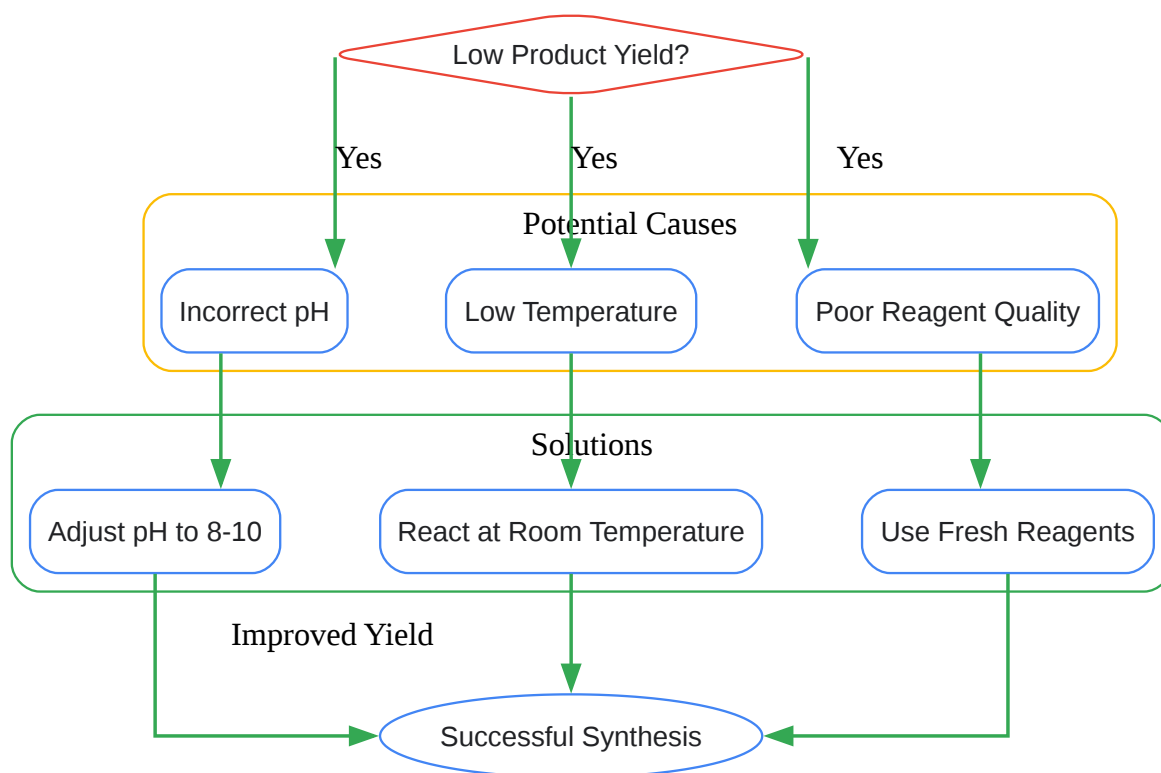 Low Product Yield?
Yes
Yes
Yes
Potential Causes
Incorrect pH
Low Temperature
Poor Reagent Quality
Solutions
Adjust pH to 8-10
React at Room Temperature
Use Fresh Reagents
Improved Yield
Successful Synthesis